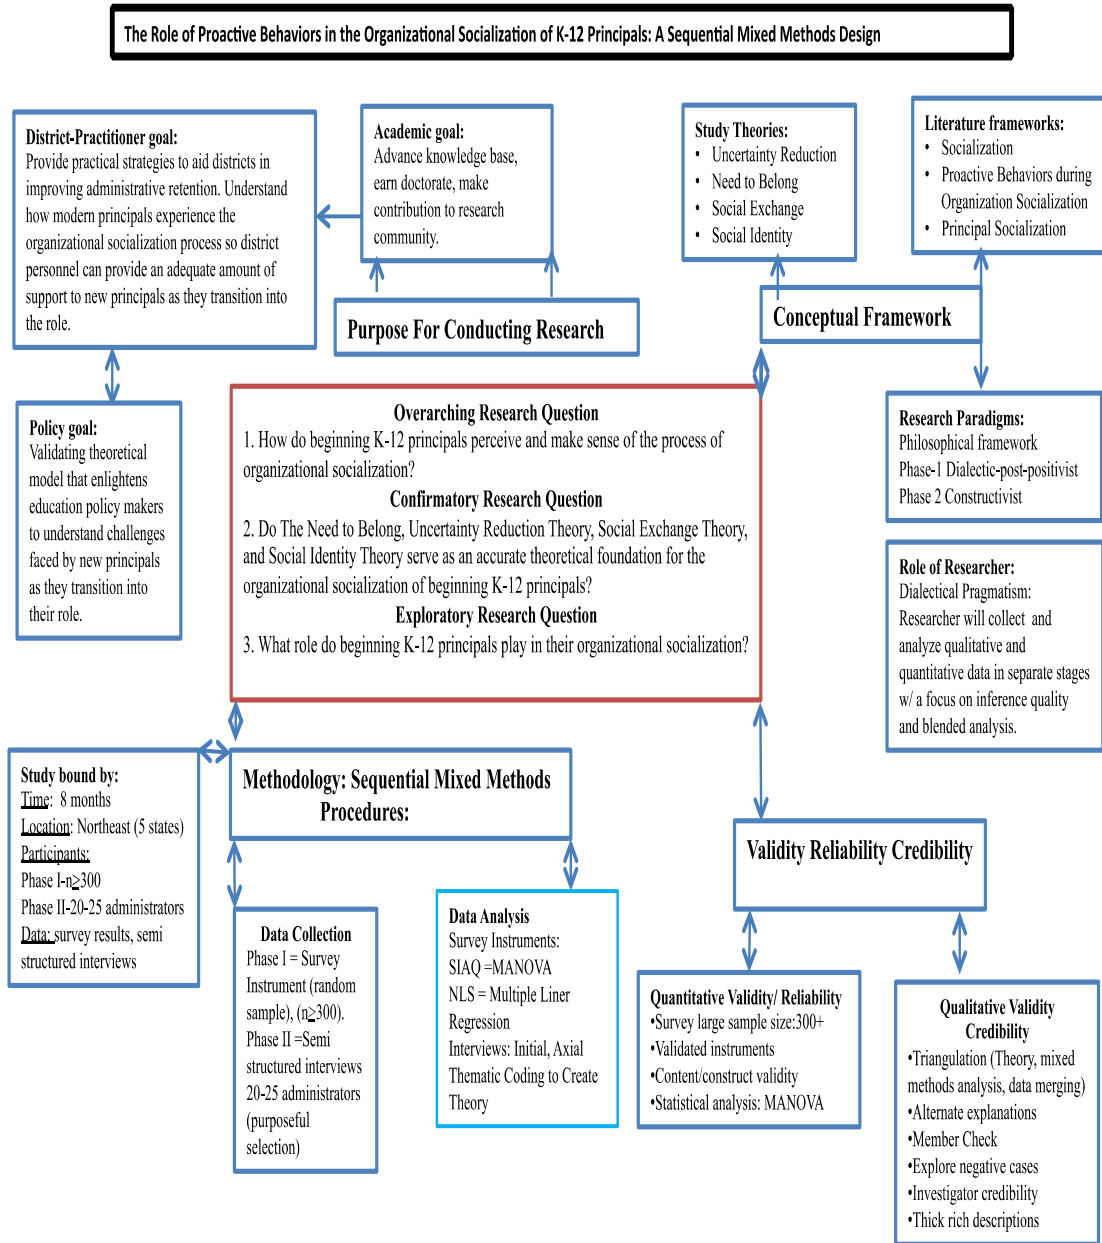 The Role of Proactive Behaviors in the Organizational Socialization of K-12 Principals: A Sequential Mixed Methods Design
District-Practitioner goal:
Provide practical strategies to aid districts in
improving administrative retention. Understand
how modern principals experience the
organizational socialization process so district
personnel can provide an adequate amount of
support to new principals as they transition into
the role.
Academic goal:
Advance knowledge base,
earn doctorate, make
contribution to research
community.
Study Theories:
• Uncertainty Reduction
• Need to Belong
• Social Exchange
• Social Identity
Literature frameworks:
• Socialization
• Proactive Behaviors during
Organization Socialization
• Principal Socialization
Purpose For Conducting Research
Conceptual Framework
Policy goal:
Validating theoretical
model that enlightens
education policy makers
to understand challenges
faced by new principals
as they transition into
their role.
Overarching Research Question
1. How do beginning K-12 principals perceive and make sense of the process of
organizational socialization?
Confirmatory Research Question
2. Do The Need to Belong, Uncertainty Reduction Theory, Social Exchange Theory,
and Social Identity Theory serve as an accurate theoretical foundation for the
organizational socialization of beginning K-12 principals?
Exploratory Research Question
3. What role do beginning K-12 principals play in their organizational socialization?
Research Paradigms:
Philosophical framework
Phase-1 Dialectic-post-positivist
Phase 2 Constructivist
Role of Researcher:
Dialectical Pragmatism:
Researcher will collect and
analyze qualitative and
quantitative data in separate stages
w/ a focus on inference quality
and blended analysis.
Study bound by:
Time: 8 months
Location: Northeast (5 states)
Participants:
Phase I-n≥300
Phase II-20-25 administrators
Data: survey results, semi
structured interviews
Methodology: Sequential Mixed Methods
Procedures:
Validity Reliability Credibility
Data Collection
Phase I = Survey
Instrument (random
sample), (n≥300).
Phase II =Semi
structured interviews
20-25 administrators
(purposeful
selection)
Data Analysis
Survey Instruments:
SIAQ =MANOVA
NLS = Multiple Liner
Regression
Interviews: Initial, Axial
Thematic Coding to Create
Theory
Quantitative Validity/ Reliability
•Survey large sample size:300+
•Validated instruments
•Content/construct validity
•Statistical analysis: MANOVA
Qualitative Validity
Credibility
•Triangulation (Theory, mixed
methods analysis, data merging)
•Alternate explanations
•Member Check
•Explore negative cases
•Investigator credibility
•Thick rich descriptions